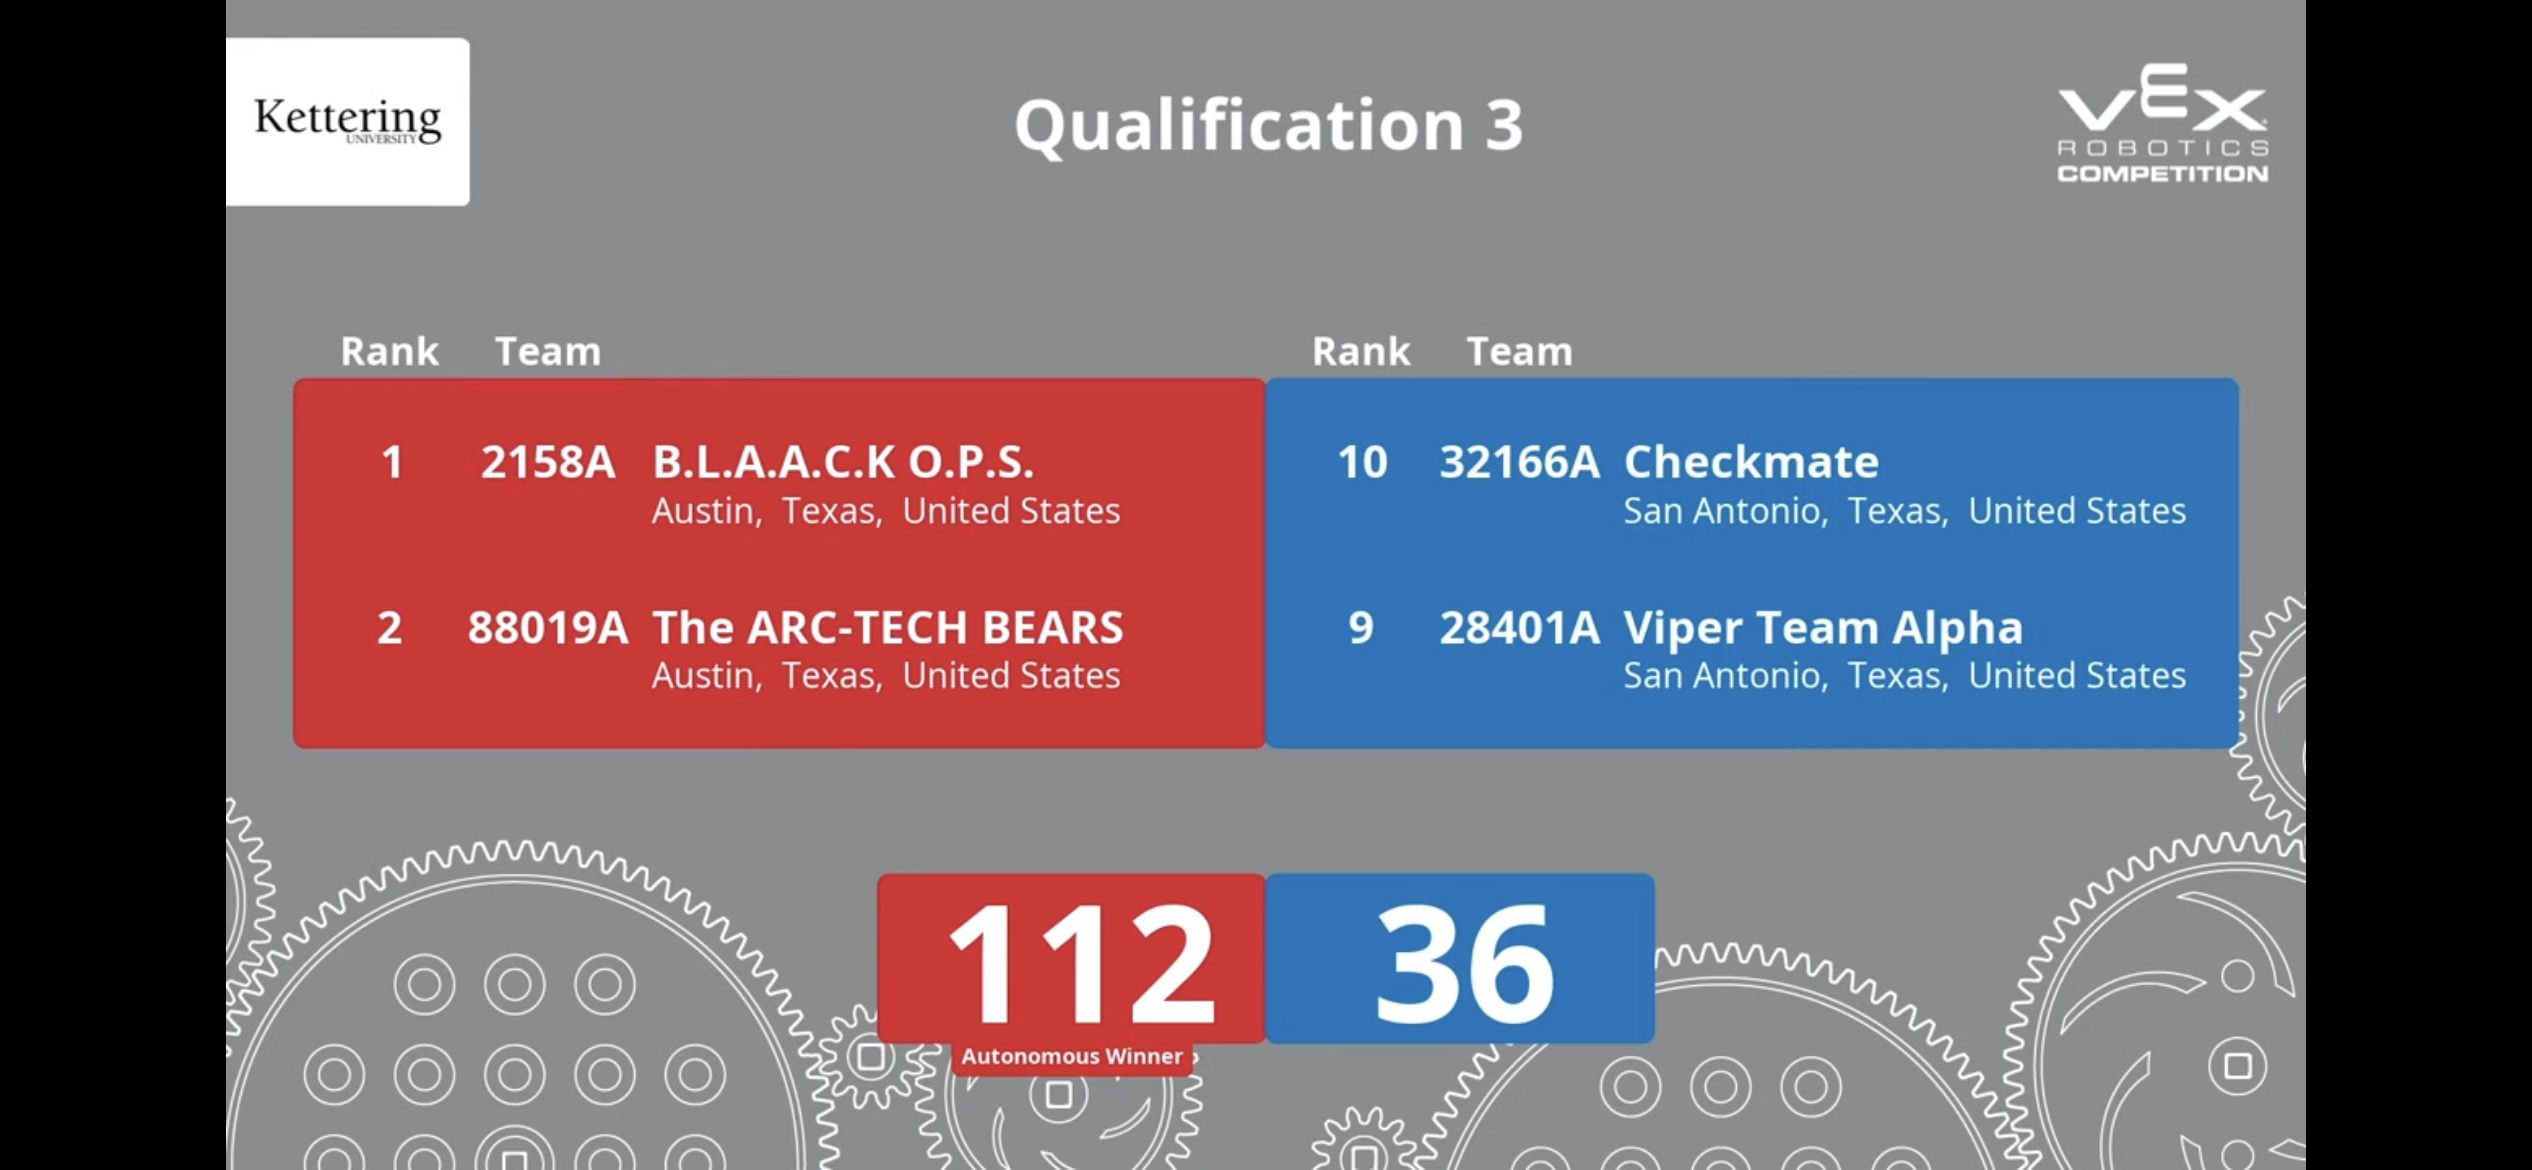 Kettering
UNIVERSITY
Qualification 3
VEX
ROBOTICS
COMPETITION
Rank Team
1 2158A B.L.A.A.C.K O.P.S.
Austin, Texas, United States
2 88019A The ARC-TECH BEARS
Austin, Texas, United States
Rank Team
10 32166A Checkmate
San Antonio, Texas, United States
9 28401A Viper Team Alpha
San Antonio, Texas, United States
112 36
Autonomous Winner